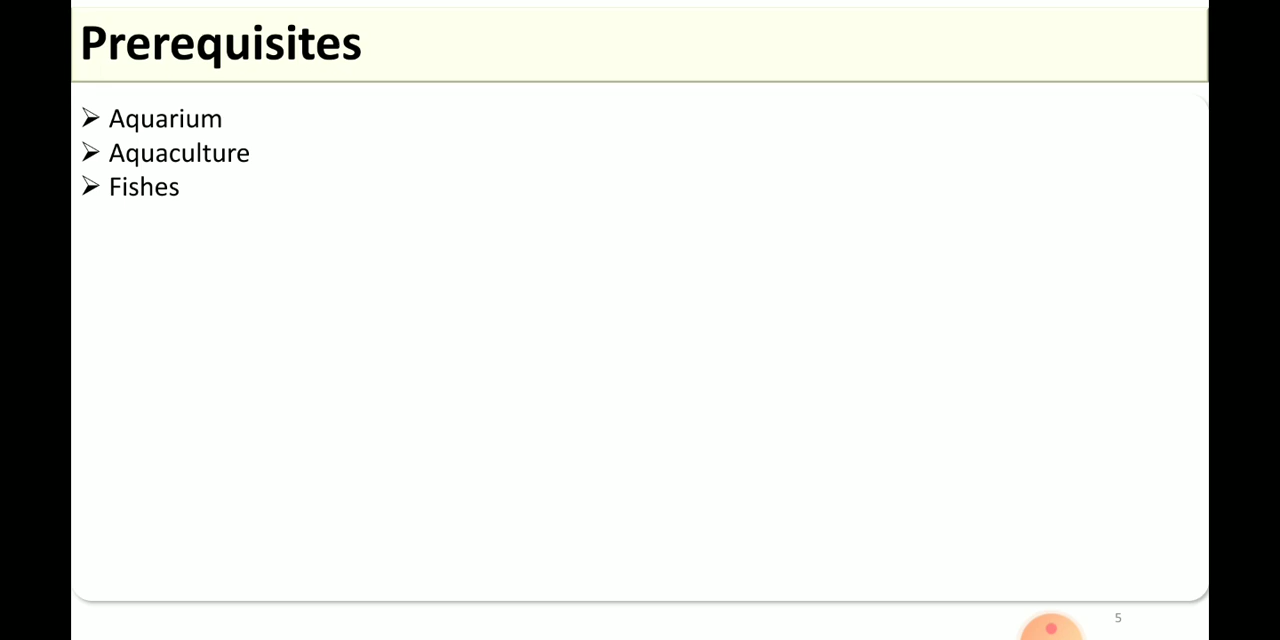 Prerequisites
➢ Aquarium
➢ Aquaculture
➢ Fishes
5